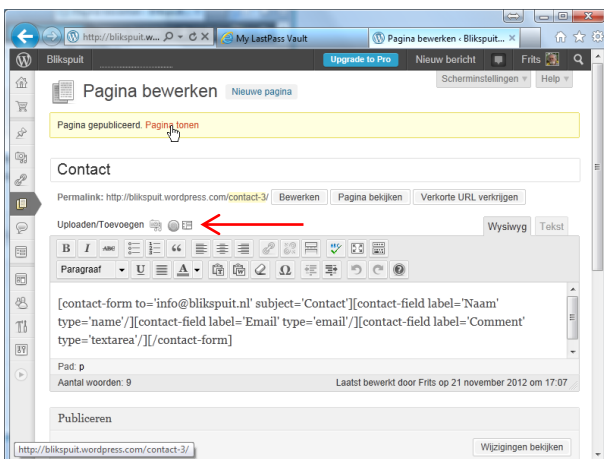 http://blikspuit.w...
My LastPass Vault
Pagina bewerken ‹ Blikspuit...
Blikspuit
Upgrade to Pro
Nieuw bericht
Frits
Scherminstellingen
Help
Pagina bewerken
Nieuwe pagina
Pagina gepubliceerd. Pagina tonen
Contact
Permalink: http://blikspuit.wordpress.com/contact-3/
Bewerken
Pagina bekijken
Verkorte URL verkrijgen
Uploaden/Toevoegen
Wysiwyg
Tekst
B I ABC
Paragraaf
U A Ω
[contact-form to='info@blikspuit.nl' subject='Contact'][contact-field label='Naam'
type='name'/][contact-field label='Email' type='email'/][contact-field label='Comment'
type='textarea'/][/contact-form]
Pad: p
Aantal woorden: 9
Laatst bewerkt door Frits op 21 november 2012 om 17:07
Publiceren
Wijzigingen bekijken
http://blikspuit.wordpress.com/contact-3/